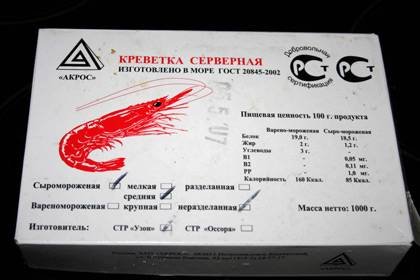 КРЕВЕТКА СЕРВЕРНАЯ
ИЗГОТОВЛЕНО В МОРЕ ГОСТ 20845-2002
«АКРОС»
Добровольная
РСТ
РСТ
сертификация
Пищевая ценность 100 г. продукта
Варено-мороженая Сыро-мороженая
Белок 19,0 г. 18,5 г.
Жир 2 г. 1,2 г.
Углеводы 3 г.
В1 0,05 мг.
В2 0,11 мг.
РР 1,0 мг.
Калорийность 160 Ккал. 85 Ккал.
Сыромороженая мелкая разделанная
средняя
Варено­мороженая крупная неразделанная
Масса нетто: 1000 г.
Изготовитель: СТР «Узон» СТР «Оссора»